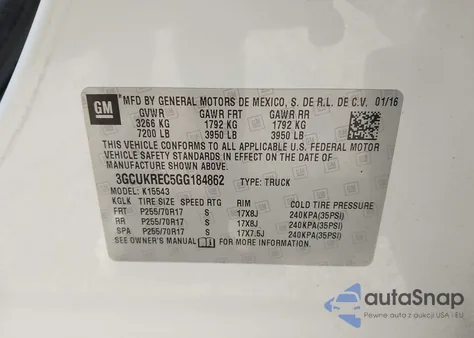 GM
MFD BY GENERAL MOTORS DE MEXICO, S. DE R.L. DE C.V. 01/16
GVWR GAWR FRT GAWR RR
3266 KG 1792 KG 1792 KG
7200 LB 3950 LB 3950 LB
THIS VEHICLE CONFORMS TO ALL APPLICABLE U.S. FEDERAL MOTOR
VEHICLE SAFETY STANDARDS IN EFFECT ON THE DATE OF
MANUFACTURE SHOWN ABOVE.
3GCUKREC5GG184862 TYPE: TRUCK
MODEL: K15543
KGLK TIRE SIZE SPEED RTG RIM COLD TIRE PRESSURE
FRT P255/70R17 S 17X8J 240KPA(35PSI)
RR P255/70R17 S 17X8J 240KPA(35PSI)
SPA P255/70R17 S 17X7.5J 240KPA(35PSI)
SEE OWNER'S MANUAL FOR MORE INFORMATION.
autoSnap
Pewne auta z USA i EU